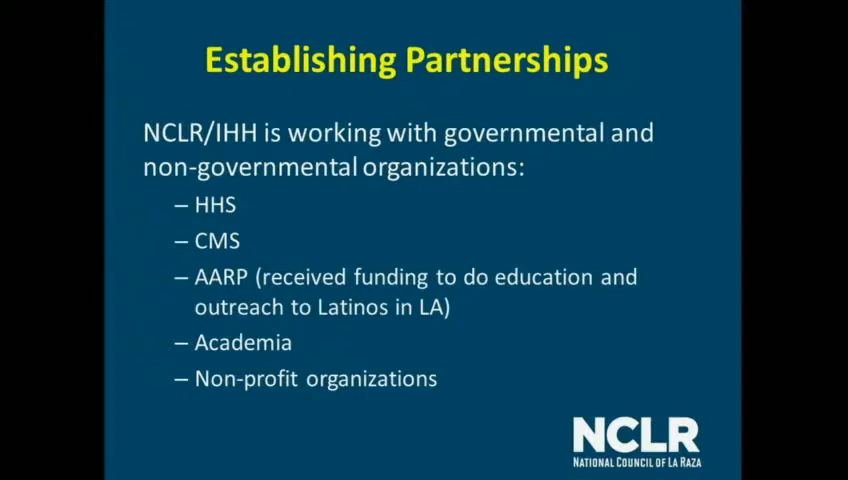 Establishing Partnerships
NCLR/IHH is working with governmental and
non-governmental organizations:
– HHS
– CMS
– AARP (received funding to do education and
outreach to Latinos in LA)
– Academia
– Non-profit organizations
NCLR
NATIONAL COUNCIL OF LA RAZA